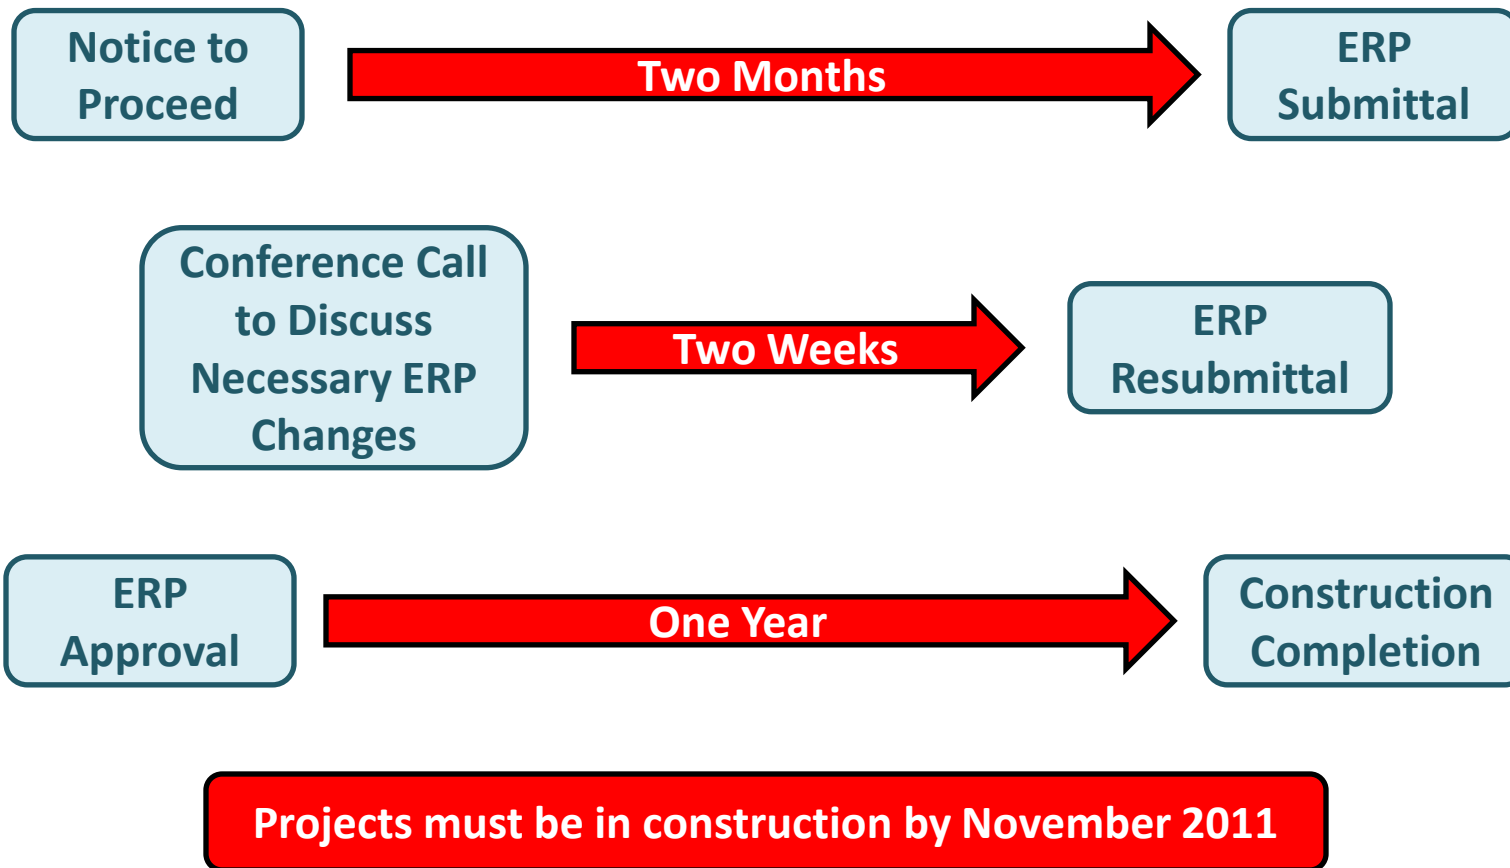 Notice to
Proceed
Two Months
ERP
Submittal
Conference Call
to Discuss
Necessary ERP
Changes
Two Weeks
ERP
Resubmittal
ERP
Approval
One Year
Construction
Completion
Projects must be in construction by November 2011